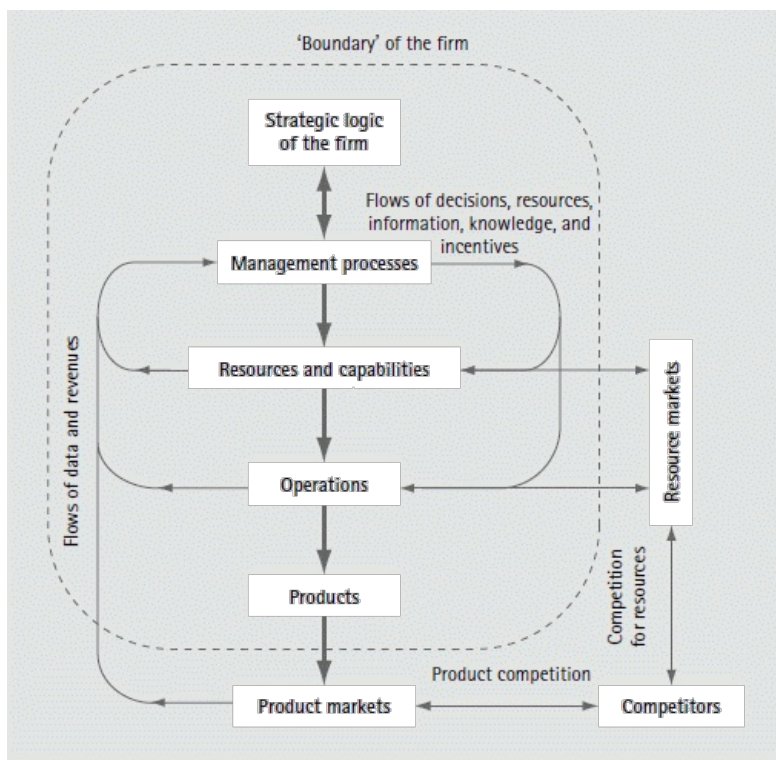 'Boundary' of the firm
Strategic logic
of the firm
Flows of decisions, resources,
information, knowledge, and
incentives
Management processes
Resources and capabilities
Flows of data and revenues
Resource markets
Operations
Products
Competition
for resources
Product competition
Product markets
Competitors